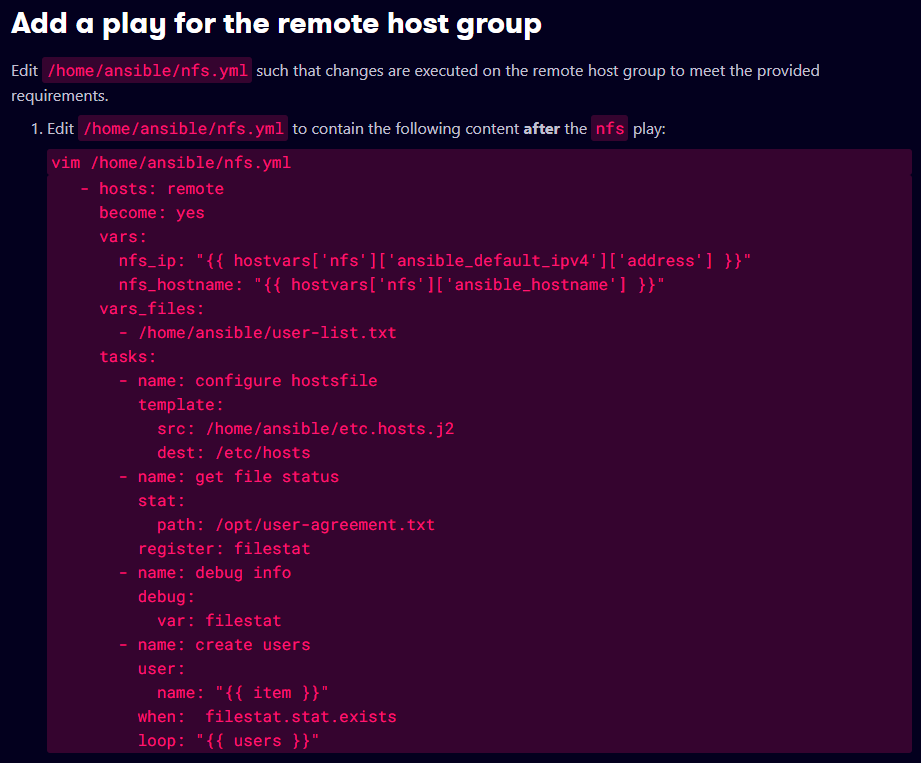 Add a play for the remote host group
Edit /home/ansible/nfs.yml such that changes are executed on the remote host group to meet the provided
requirements.
1. Edit /home/ansible/nfs.yml to contain the following content after the nfs play:
vim /home/ansible/nfs.yml
   - hosts: remote
     become: yes
     vars:
       nfs_ip: "{{ hostvars['nfs']['ansible_default_ipv4']['address'] }}"
       nfs_hostname: "{{ hostvars['nfs']['ansible_hostname'] }}"
     vars_files:
       - /home/ansible/user-list.txt
     tasks:
       - name: configure hostsfile
         template:
           src: /home/ansible/etc.hosts.j2
           dest: /etc/hosts
       - name: get file status
         stat:
           path: /opt/user-agreement.txt
         register: filestat
       - name: debug info
         debug:
           var: filestat
       - name: create users
         user:
           name: "{{ item }}"
         when:  filestat.stat.exists
         loop: "{{ users }}"